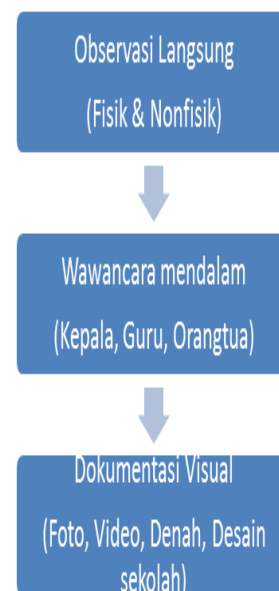 Observasi Langsung
(Fisik & Nonfisik)
Wawancara mendalam
(Kepala, Guru, Orangtua)
Dokumentasi Visual
(Foto, Video, Denah, Desain
sekolah)